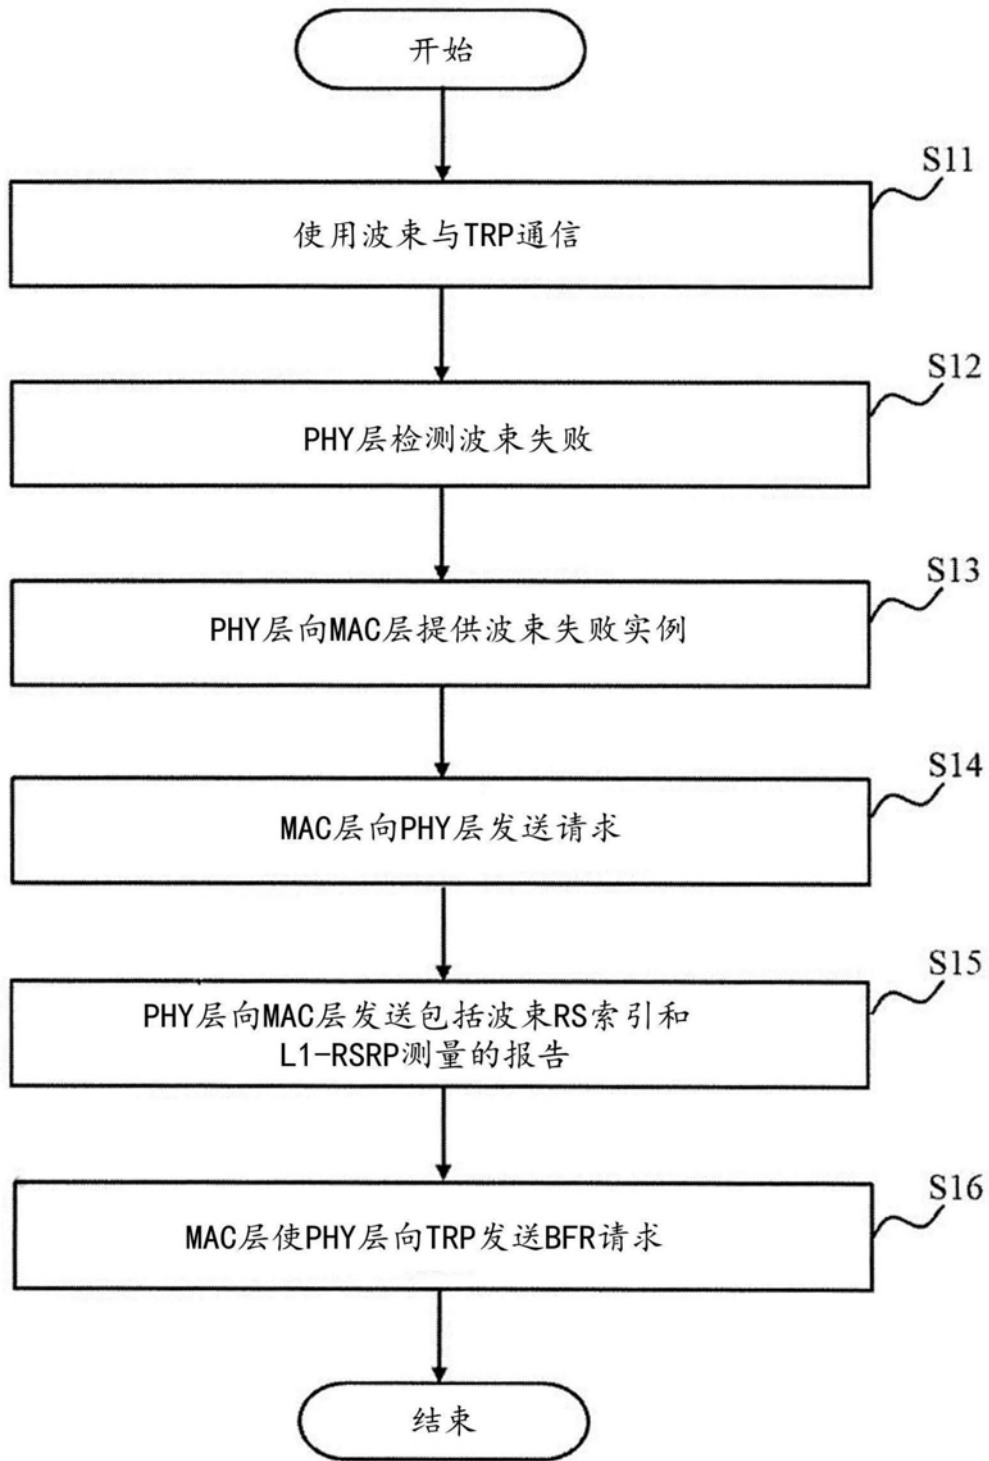 开始
S11
使用波束与TRP通信
S12
PHY层检测波束失败
S13
PHY层向MAC层提供波束失败实例
S14
MAC层向PHY层发送请求
S15
PHY层向MAC层发送包括波束RS索引和
L1-RSRP测量的报告
S16
MAC层使PHY层向TRP发送BFR请求
结束